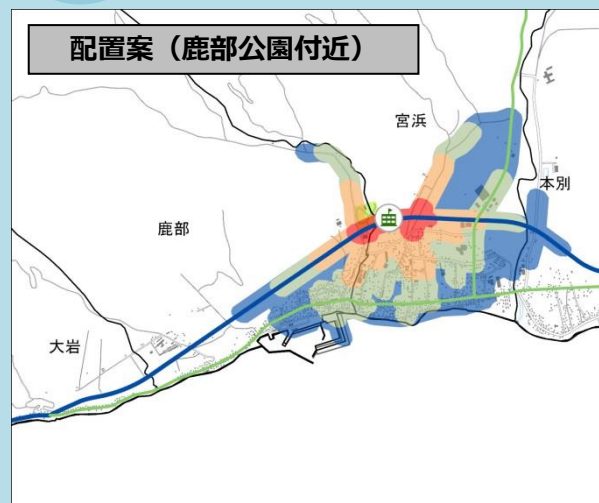 配置案（鹿部公園付近）
宮浜
本別
鹿部
大岩